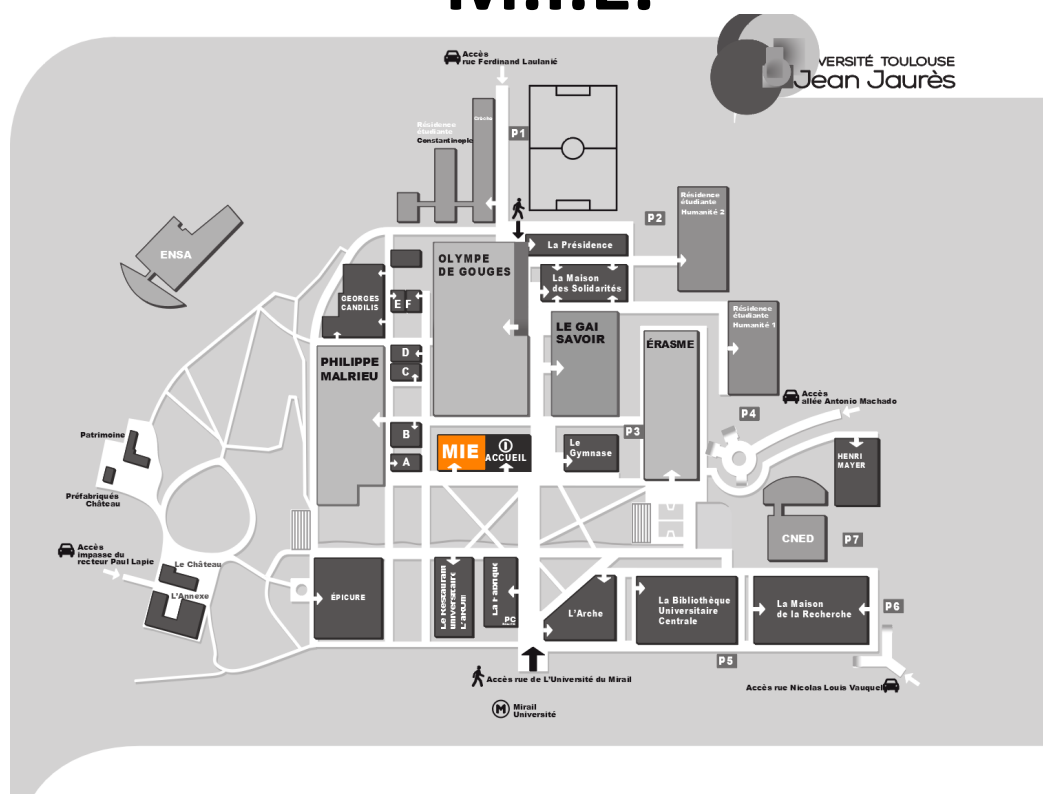 M.I.E.
VERSITÉ TOULOUSE
Jean Jaurès
Accès
rue Ferdinand Laulanié
Crèche
Résidence
étudiante
Constantinople
P1
P2
Résidence
étudiante
Humanité 2
La Présidence
ENSA
OLYMPE
DE GOUGES
La Maison
des Solidarités
GEORGES
CANDILIS
E F
Résidence
étudiante
Humanité 1
LE GAI
SAVOIR
ÉRASME
D
C
PHILIPPE
MALRIEU
Accès
allée Antonio Machado
P4
P3
B
A
MIE
ACCUEIL
Le
Gymnase
Patrimoine
HENRI
MAYER
Préfabriqués
Château
CNED
P7
Accès
impasse du
recteur Paul Lapie
Le Château
L'Annexe
ÉPICURE
Le Restaurant
universitaire
L'arum
La Fabrique
PC
L'Arche
La Bibliothèque
Universitaire
Centrale
La Maison
de la Recherche
P6
P5
Accès rue de L'Université du Mirail
Accès rue Nicolas Louis Vauquel
M
Mirail
Université